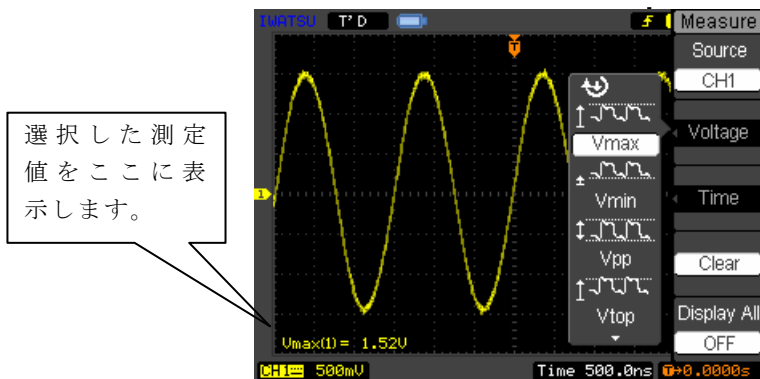 IWATSU T'D
Measure
Source
CH1
選択した測定
値をここに表
示します。
Vmax
Voltage
1
Vmin
Time
Vpp
Clear
Vtop
Display All
OFF
Vmax(1)= 1.52V
CH1 500mV Time 500.0ns T→0.0000s